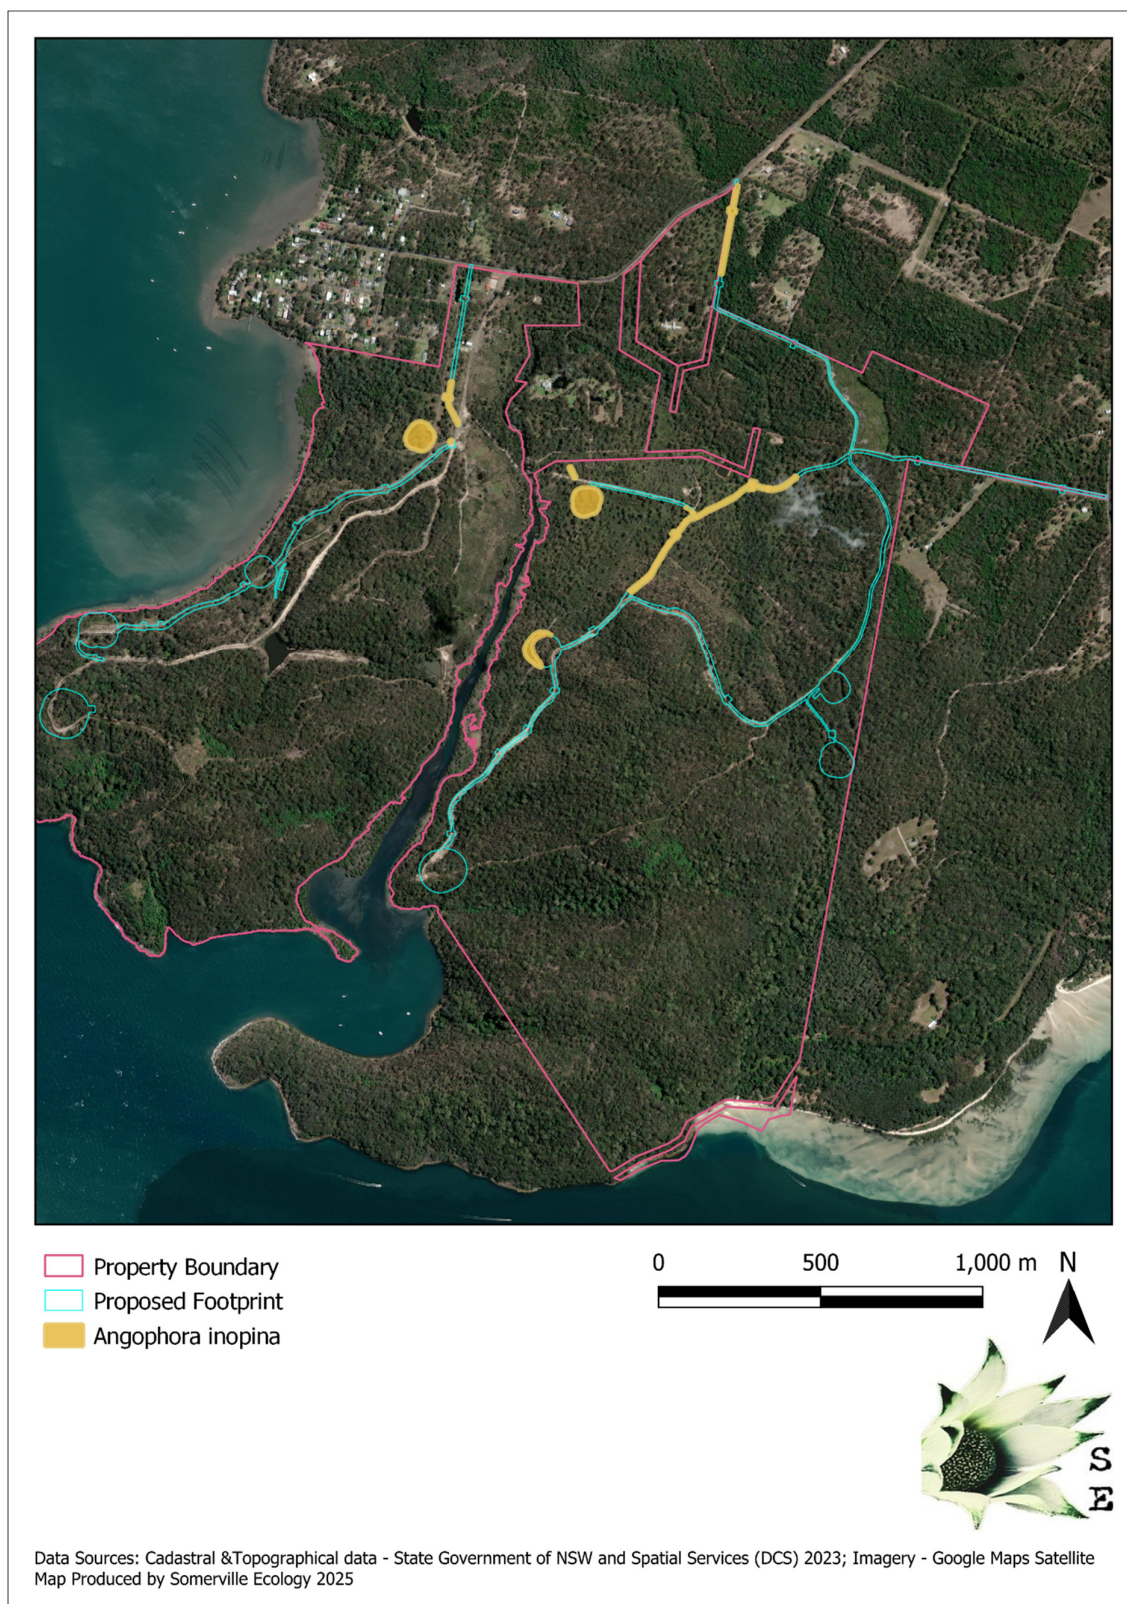 Property Boundary
Proposed Footprint
Angophora inopina
0 500 1,000 m N
S
E
Data Sources: Cadastral &Topographical data - State Government of NSW and Spatial Services (DCS) 2023; Imagery - Google Maps Satellite
Map Produced by Somerville Ecology 2025